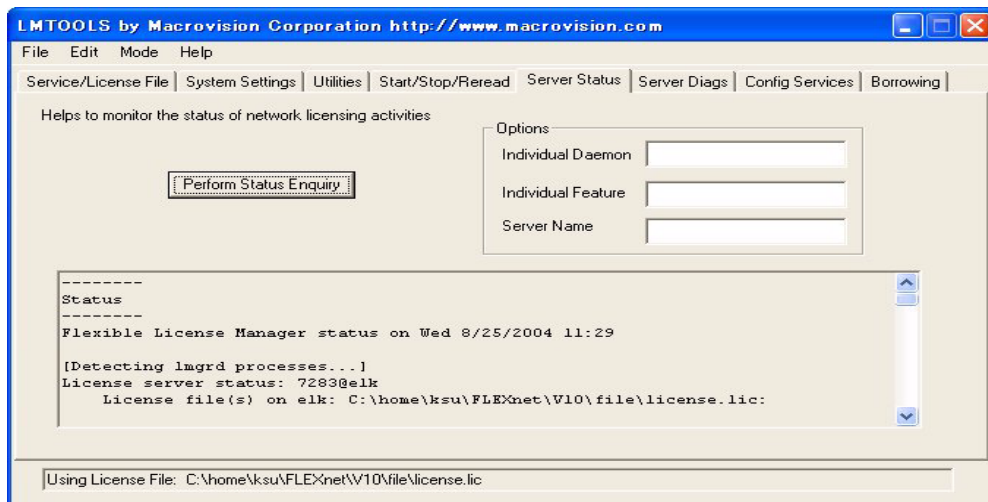 LMTOOLS by Macrovision Corporation http://www.macrovision.com
File Edit Mode Help
Service/License File System Settings Utilities Start/Stop/Reread Server Status Server Diags Config Services Borrowing
Helps to monitor the status of network licensing activities
Options
Individual Daemon
Perform Status Enquiry
Individual Feature
Server Name
--------
Status
--------
Flexible License Manager status on Wed 8/25/2004 11:29
[Detecting lmgrd processes...]
License server status: 7283@elk
License file(s) on elk: C:\home\ksu\FLEXnet\V10\file\license.lic:
Using License File: C:\home\ksu\FLEXnet\V10\file\license.lic